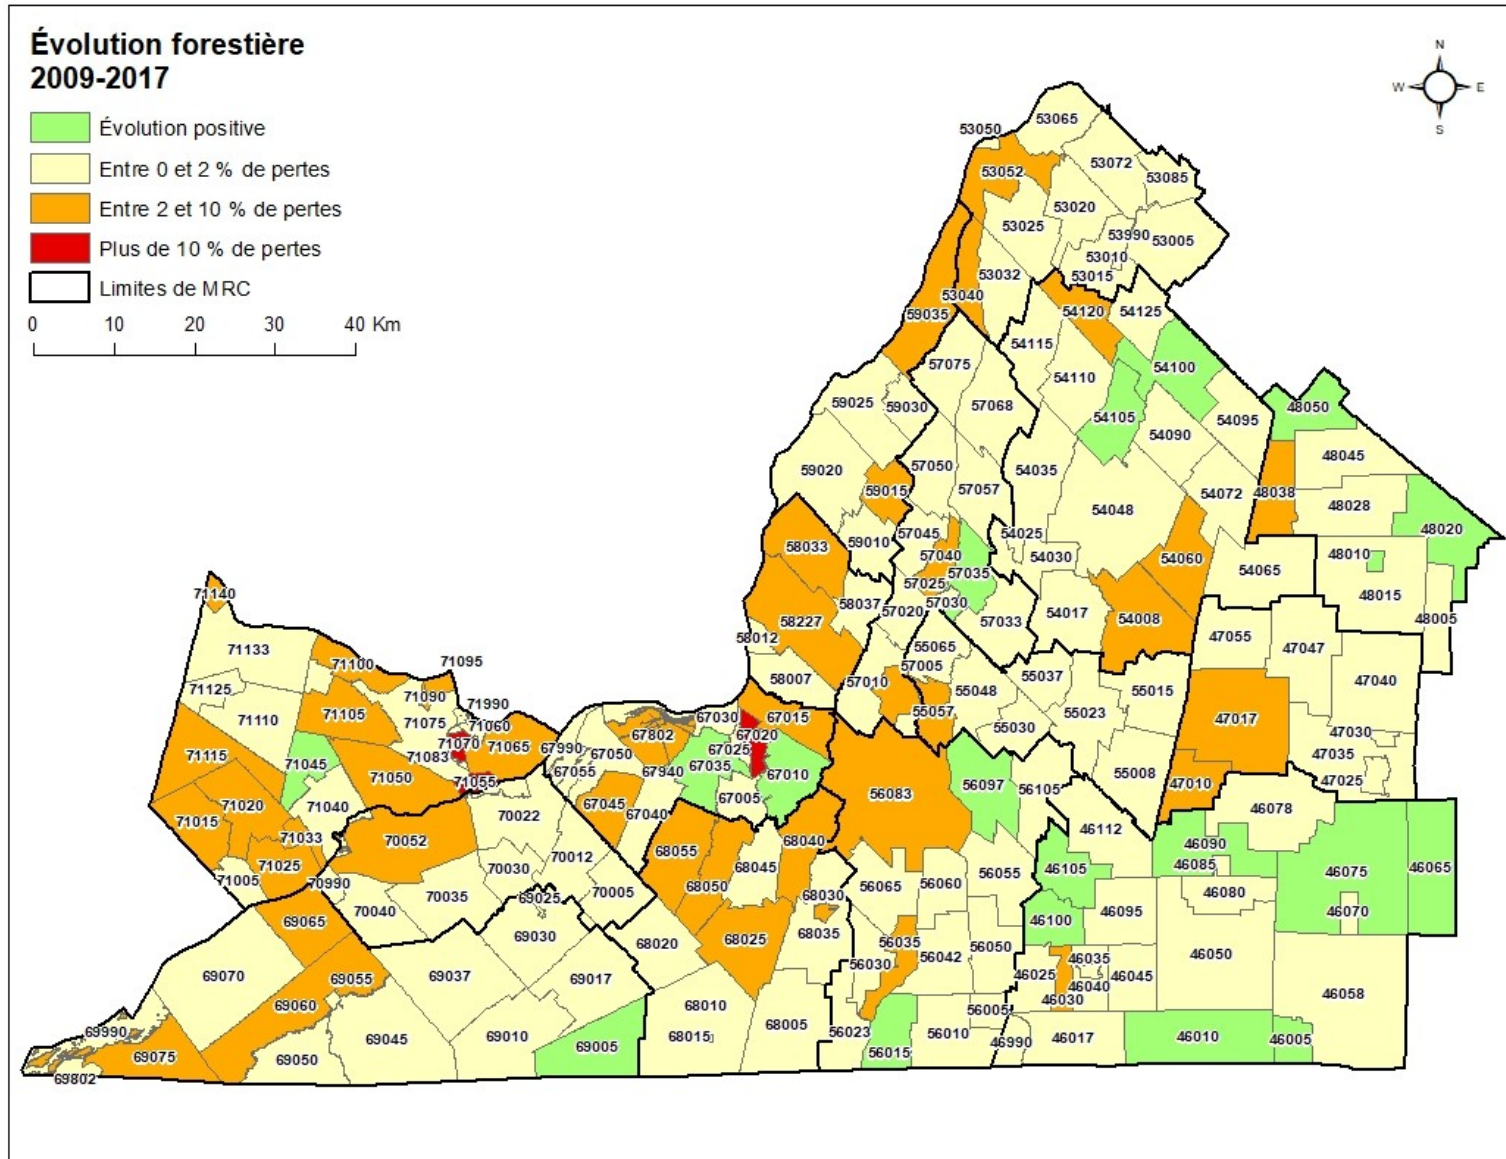 Évolution forestière
2009-2017
Évolution positive
Entre 0 et 2 % de pertes
Entre 2 et 10 % de pertes
Plus de 10 % de pertes
Limites de MRC
0 10 20 30 40 Km
N
W E
S
53065
53050
53072
53052
53085
53020
53025
53990 53005
53010
53032 53015
53040
59035 54120 54125
54115
57075 54100
54110
59025 59030 57068
54105 54095 48050
54090
48045
59020 57050 54035
59015 57057 54072 48038
48028
54048
48020
59010 57045 54025
58033 57040 54030 48010
57025 57035 54060 54065
48015
71140 58037 57020 57030 54017 54008 48005
58227 57033
58012 55065 47055 47047
71133 71100 71095
57005 55037
71125 71090 58007 57010 55048 55015 47040
71110 71105 71990
71075 71060 67030 67015 55057 55030 55023 47017
71070 71065 67990 67802 67020 47030
71115 71083 67050 67025 47035
71045 71050 71055 67055 67940 67035 67010 55008 47010 47025
71020 71040 67045 67005 56083 56097 56105
71015 71033 70022 67040 46078
70052 68040 46112
71025 68055 46090
71005 70030 70012 68045 46105 46085 46075 46065
70990 70035 70005 68050 68030 56065 56060 56055 46080
69065 70040 69025 46100 46095 46070
69030 68020 68025 68035 56035 56050
69070 69055 69037 69017 56030 56042 46035 46050
69060 46025 46040 46045
68010 46030 46058
69990 68015 68005 56023 56005
69075 69045 69010 69005 56010 46990 46017 46010 46005
69802 69050 56015